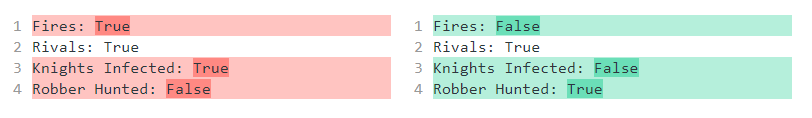 1 Fires: True
2 Rivals: True
3 Knights Infected: True
4 Robber Hunted: False
1 Fires: False
2 Rivals: True
3 Knights Infected: False
4 Robber Hunted: True